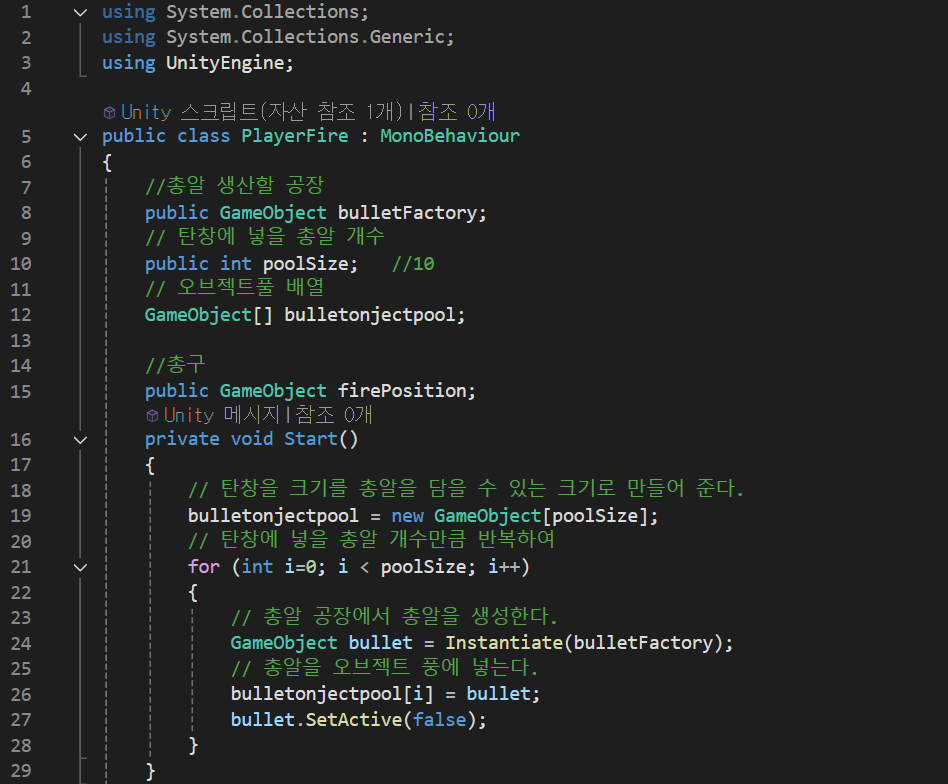 1 using System.Collections;
2 using System.Collections.Generic;
3 using UnityEngine;
4
Unity 스크립트(자산 참조 1개)|참조 0개
5 public class PlayerFire : MonoBehaviour
6 {
7 //총알 생산할 공장
8 public GameObject bulletFactory;
9 // 탄창에 넣을 총알 개수
10 public int poolSize; //10
11 // 오브젝트풀 배열
12 GameObject[] bulletonjectpool;
13
14 //총구
15 public GameObject firePosition;
Unity 메시지|참조 0개
16 private void Start()
17 {
18 // 탄창을 크기를 총알을 담을 수 있는 크기로 만들어 준다.
19 bulletonjectpool = new GameObject[poolSize];
20 // 탄창에 넣을 총알 개수만큼 반복하여
21 for (int i=0; i < poolSize; i++)
22 {
23 // 총알 공장에서 총알을 생성한다.
24 GameObject bullet = Instantiate(bulletFactory);
25 // 총알을 오브젝트 풍에 넣는다.
26 bulletonjectpool[i] = bullet;
27 bullet.SetActive(false);
28 }
29 }